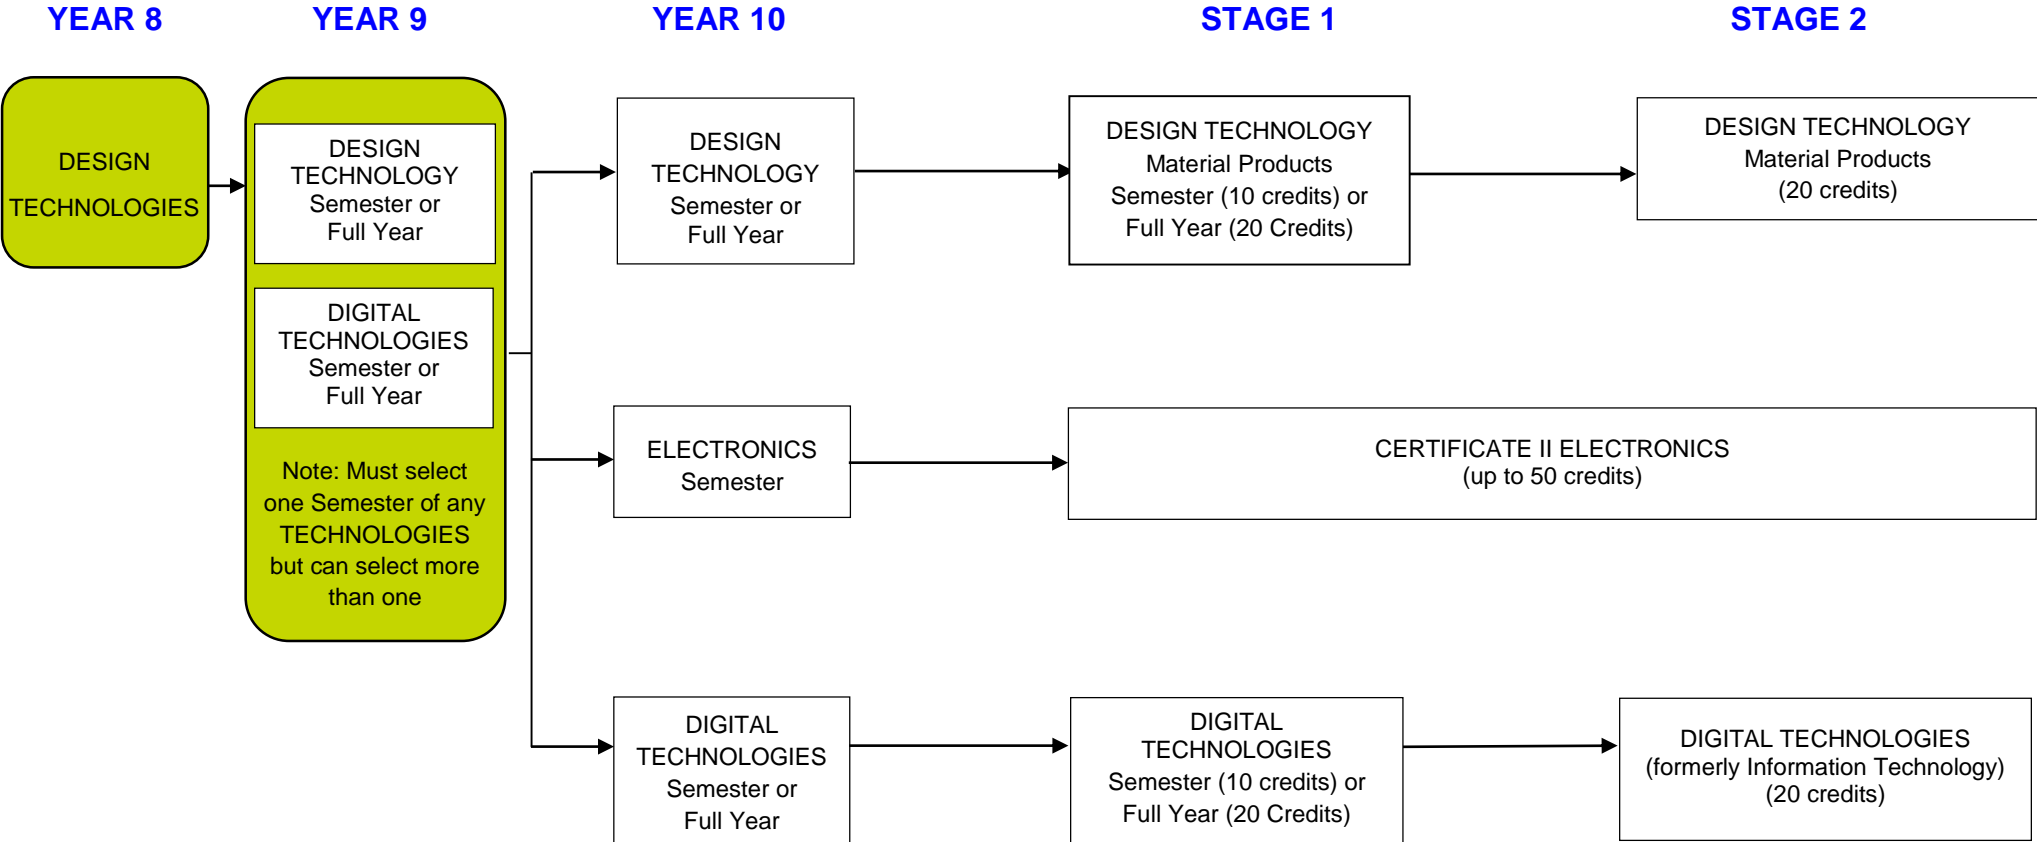 YEAR 8
YEAR 9
YEAR 10
STAGE 1
STAGE 2
DESIGN
TECHNOLOGIES
DESIGN
TECHNOLOGY
Semester or
Full Year
DIGITAL
TECHNOLOGIES
Semester or
Full Year
Note: Must select
one Semester of any
TECHNOLOGIES
but can select more
than one
DESIGN
TECHNOLOGY
Semester or
Full Year
DESIGN TECHNOLOGY
Material Products
Semester (10 credits) or
Full Year (20 Credits)
DESIGN TECHNOLOGY
Material Products
(20 credits)
ELECTRONICS
Semester
CERTIFICATE II ELECTRONICS
(up to 50 credits)
DIGITAL
TECHNOLOGIES
Semester or
Full Year
DIGITAL
TECHNOLOGIES
Semester (10 credits) or
Full Year (20 Credits)
DIGITAL TECHNOLOGIES
(formerly Information Technology)
(20 credits)